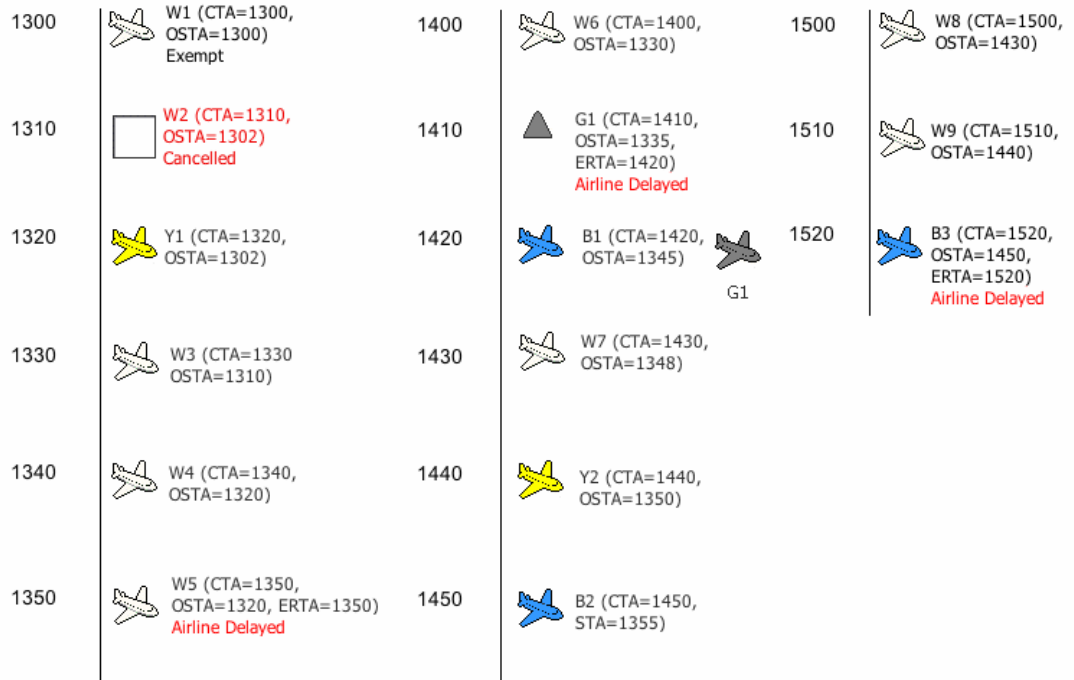 1300
W1 (CTA=1300,
OSTA=1300)
Exempt
1310
W2 (CTA=1310,
OSTA=1302)
Cancelled
1320
Y1 (CTA=1320,
OSTA=1302)
1330
W3 (CTA=1330
OSTA=1310)
1340
W4 (CTA=1340,
OSTA=1320)
1350
W5 (CTA=1350,
OSTA=1320, ERTA=1350)
Airline Delayed
1400
W6 (CTA=1400,
OSTA=1330)
1410
G1 (CTA=1410,
OSTA=1335,
ERTA=1420)
Airline Delayed
1420
B1 (CTA=1420,
OSTA=1345)
G1
1430
W7 (CTA=1430,
OSTA=1348)
1440
Y2 (CTA=1440,
OSTA=1350)
1450
B2 (CTA=1450,
STA=1355)
1500
W8 (CTA=1500,
OSTA=1430)
1510
W9 (CTA=1510,
OSTA=1440)
1520
B3 (CTA=1520,
OSTA=1450,
ERTA=1520)
Airline Delayed